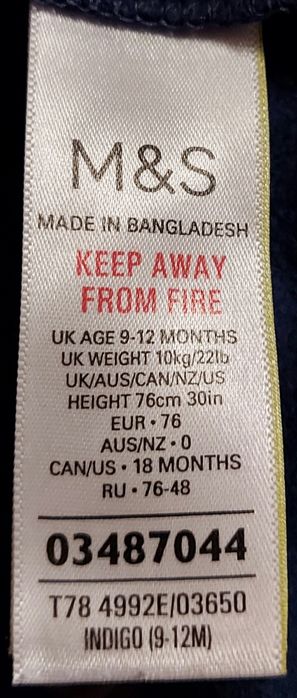 M&S
MADE IN BANGLADESH
KEEP AWAY
FROM FIRE
UK AGE 9-12 MONTHS
UK WEIGHT 10kg/22lb
UK/AUS/CAN/NZ/US
HEIGHT 76cm 30in
EUR • 76
AUS/NZ • 0
CAN/US • 18 MONTHS
RU • 76-48
03487044
T78 4992E/03650
INDIGO (9-12M)